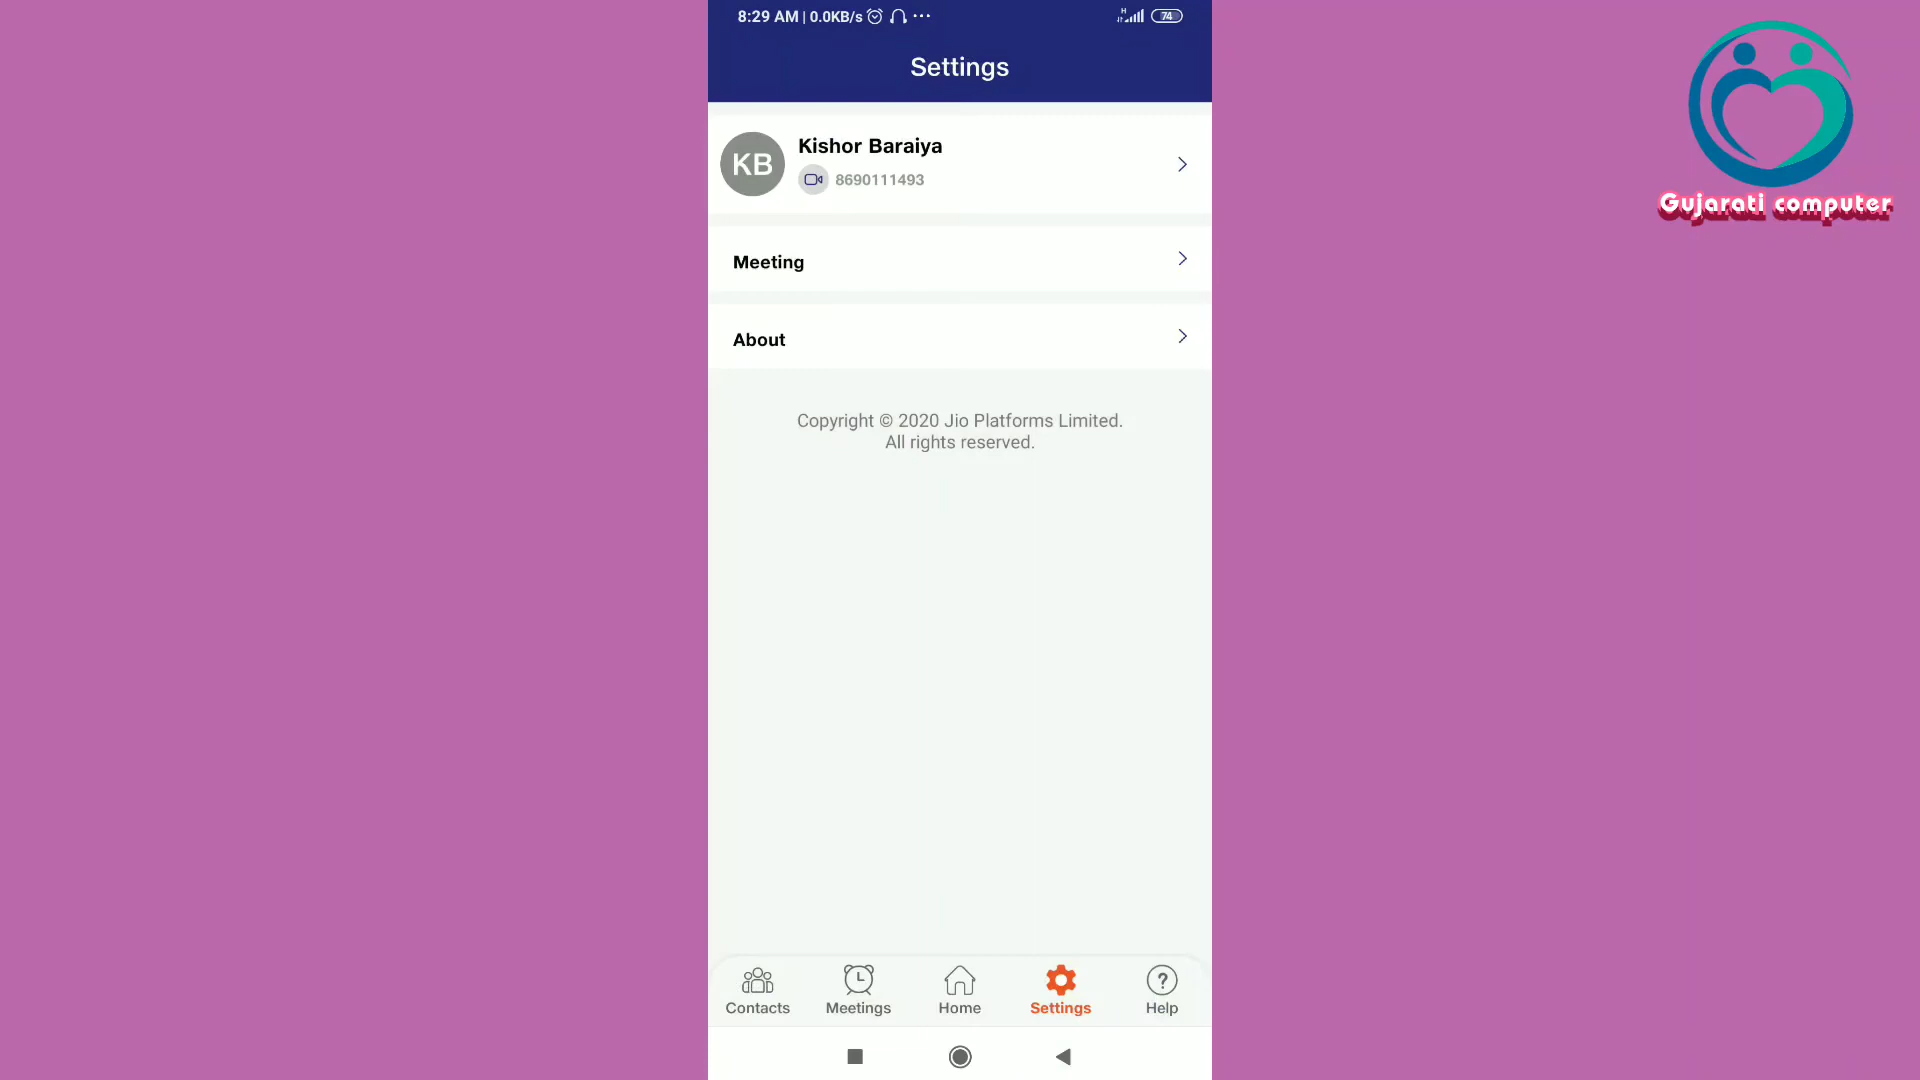 8:29 AM | 0.0KB/s
H
74
Settings
Gujarati computer
KB
Kishor Baraiya
8690111493
Meeting
About
Copyright © 2020 Jio Platforms Limited.
All rights reserved.
Contacts
Meetings
Home
Settings
Help